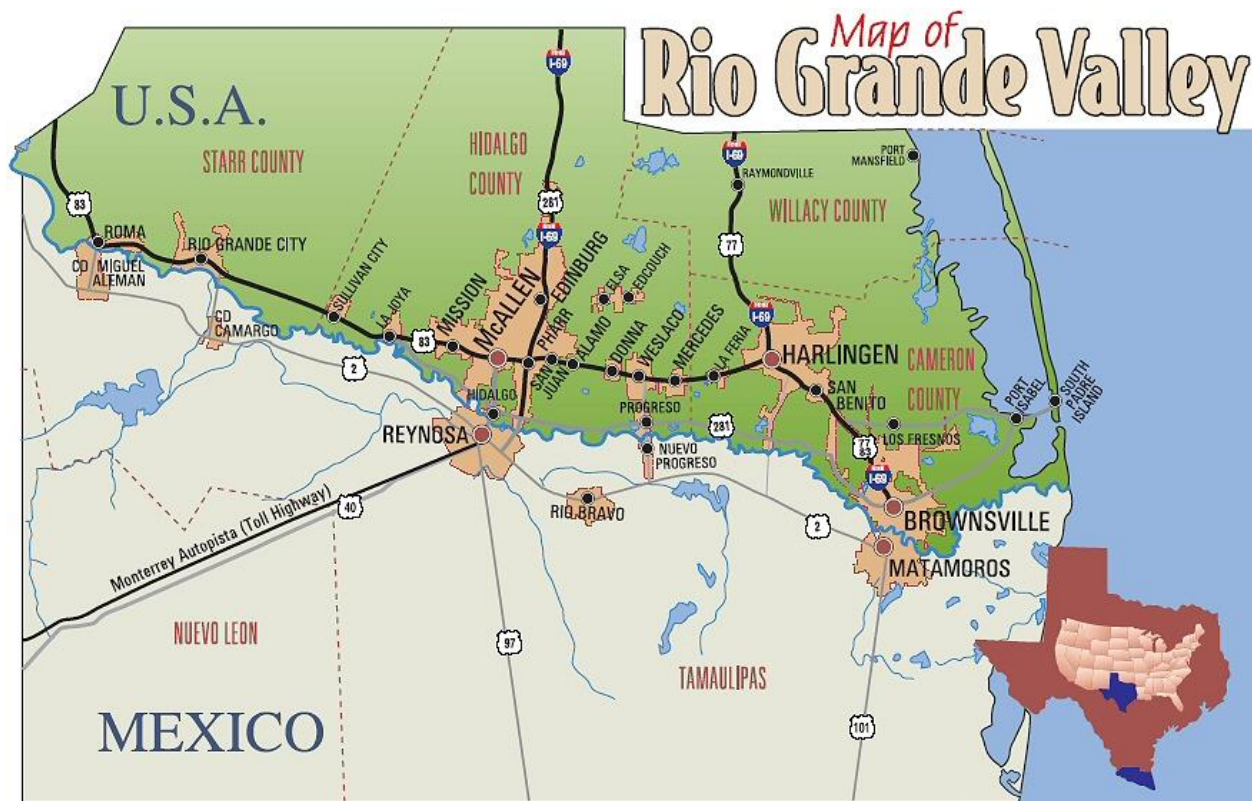 Map of
Rio Grande Valley
U.S.A.
STARR COUNTY
HIDALGO
COUNTY
I-69
I-69
PORT
MANSFIELD
RAYMONDVILLE
WILLACY COUNTY
83
281
I-69
77
ROMA
RIO GRANDE CITY
CD MIGUEL
ALEMAN
CD
CAMARGO
SULLIVAN CITY
LA JOYA
83
MISSION
McALLEN
EDINBURG
PHARR
SAN
JUAN
ALAMO
ELSA
EDCOUCH
DONNA
WESLACO
MERCEDES
LA FERIA
I-69
HARLINGEN
CAMERON
COUNTY
SAN
BENITO
PORT
ISABEL
SOUTH
PADRE
ISLAND
2
HIDALGO
PROGRESO
281
LOS FRESNOS
77
83
REYNOSA
NUEVO
PROGRESO
I-69
Monterrey Autopista (Toll Highway)
40
RIO BRAVO
2
BROWNSVILLE
MATAMOROS
NUEVO LEON
97
TAMAULIPAS
MEXICO
101